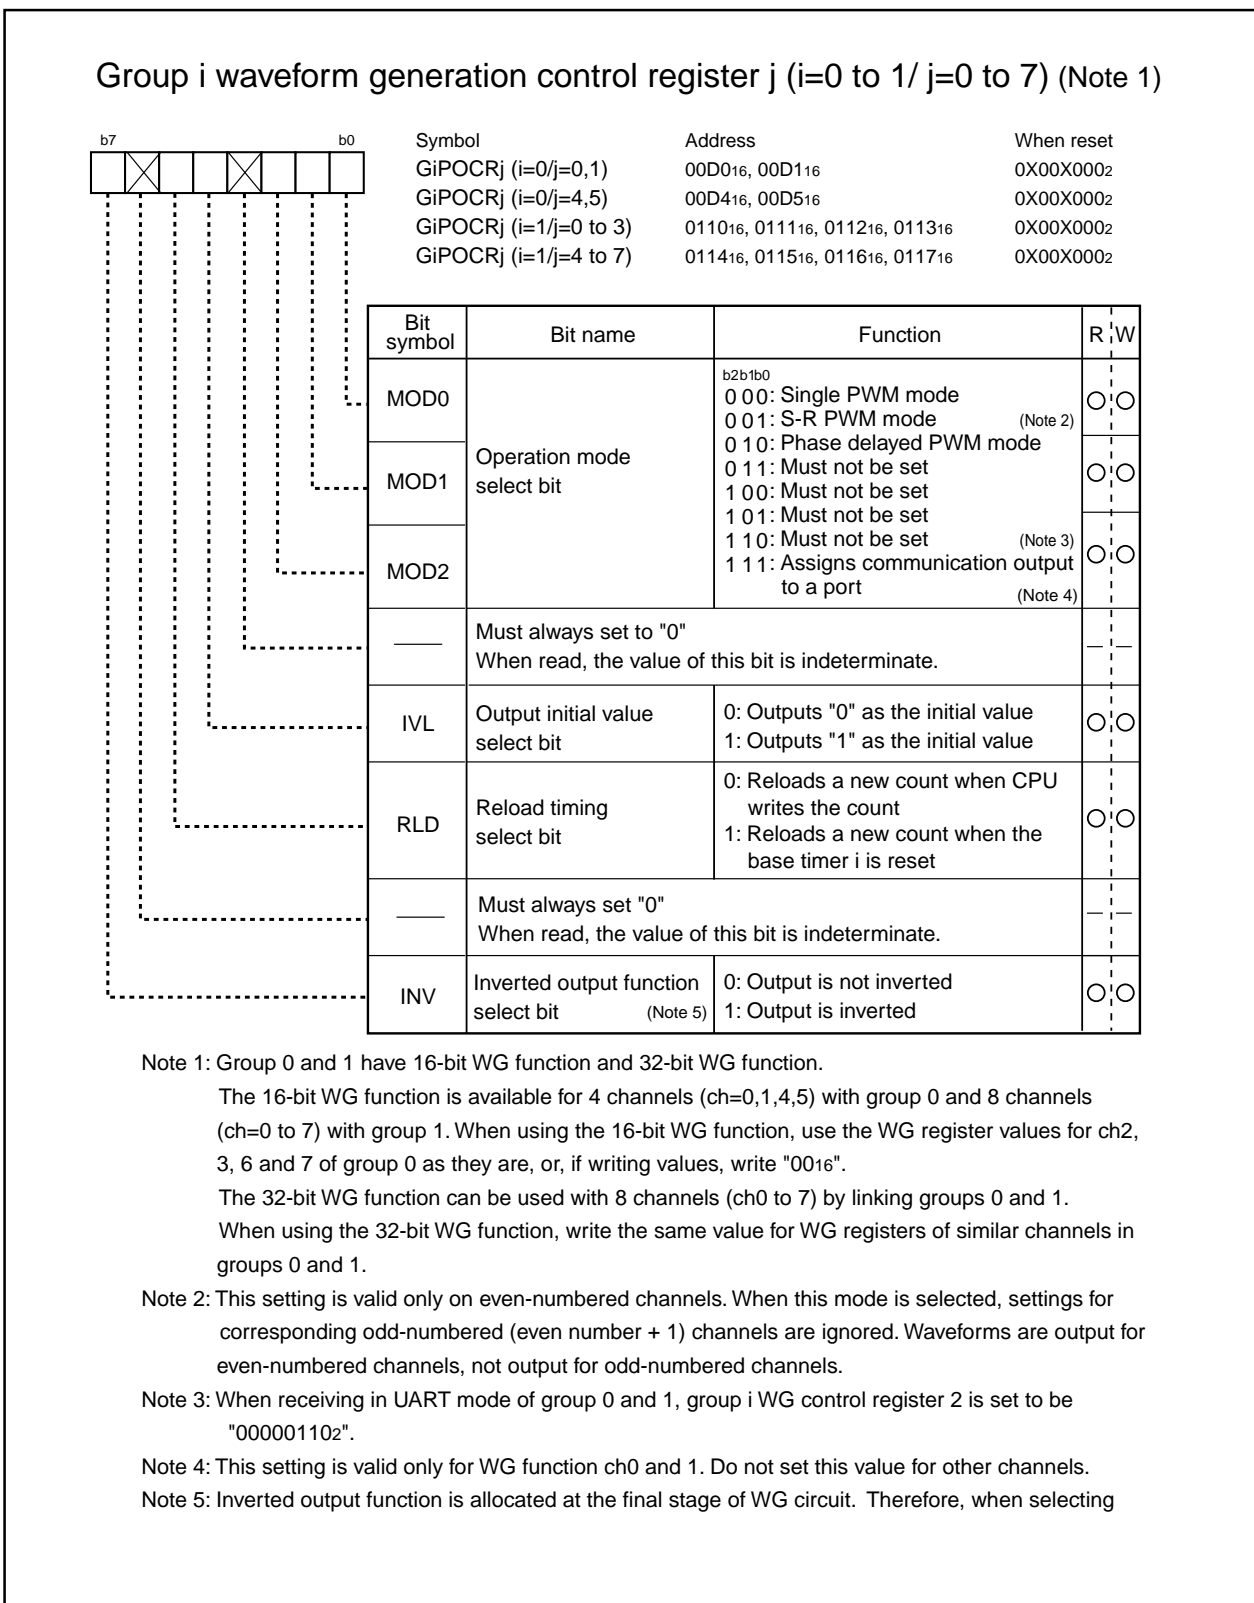 Group i waveform generation control register j (i=0 to 1/ j=0 to 7) (Note 1)
b7 b0
Symbol Address When reset
GiPOCRj (i=0/j=0,1) 00D016, 00D116 0X00X0002
GiPOCRj (i=0/j=4,5) 00D416, 00D516 0X00X0002
GiPOCRj (i=1/j=0 to 3) 011016, 011116, 011216, 011316 0X00X0002
GiPOCRj (i=1/j=4 to 7) 011416, 011516, 011616, 011716 0X00X0002
Bit symbol Bit name Function R W
MOD0
MOD1
MOD2
Operation mode
select bit
b2b1b0
0 0 0: Single PWM mode
0 0 1: S-R PWM mode (Note 2)
0 1 0: Phase delayed PWM mode
0 1 1: Must not be set
1 0 0: Must not be set
1 0 1: Must not be set
1 1 0: Must not be set (Note 3)
1 1 1: Assigns communication output
to a port (Note 4)
Must always set to "0"
When read, the value of this bit is indeterminate.
IVL
Output initial value
select bit
0: Outputs "0" as the initial value
1: Outputs "1" as the initial value
RLD
Reload timing
select bit
0: Reloads a new count when CPU
writes the count
1: Reloads a new count when the
base timer i is reset
Must always set "0"
When read, the value of this bit is indeterminate.
INV
Inverted output function
select bit (Note 5)
0: Output is not inverted
1: Output is inverted
Note 1: Group 0 and 1 have 16-bit WG function and 32-bit WG function.
The 16-bit WG function is available for 4 channels (ch=0,1,4,5) with group 0 and 8 channels
(ch=0 to 7) with group 1. When using the 16-bit WG function, use the WG register values for ch2,
3, 6 and 7 of group 0 as they are, or, if writing values, write "0016".
The 32-bit WG function can be used with 8 channels (ch0 to 7) by linking groups 0 and 1.
When using the 32-bit WG function, write the same value for WG registers of similar channels in
groups 0 and 1.
Note 2: This setting is valid only on even-numbered channels. When this mode is selected, settings for
corresponding odd-numbered (even number + 1) channels are ignored. Waveforms are output for
even-numbered channels, not output for odd-numbered channels.
Note 3: When receiving in UART mode of group 0 and 1, group i WG control register 2 is set to be
"000001102".
Note 4: This setting is valid only for WG function ch0 and 1. Do not set this value for other channels.
Note 5: Inverted output function is allocated at the final stage of WG circuit. Therefore, when selecting